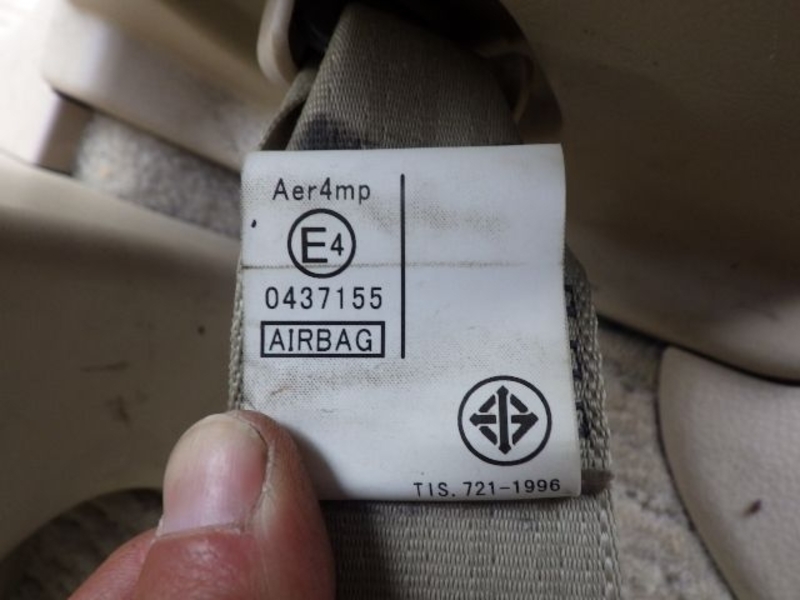 Aer4mp
E4
0437155
AIRBAG
TIS. 721-1996